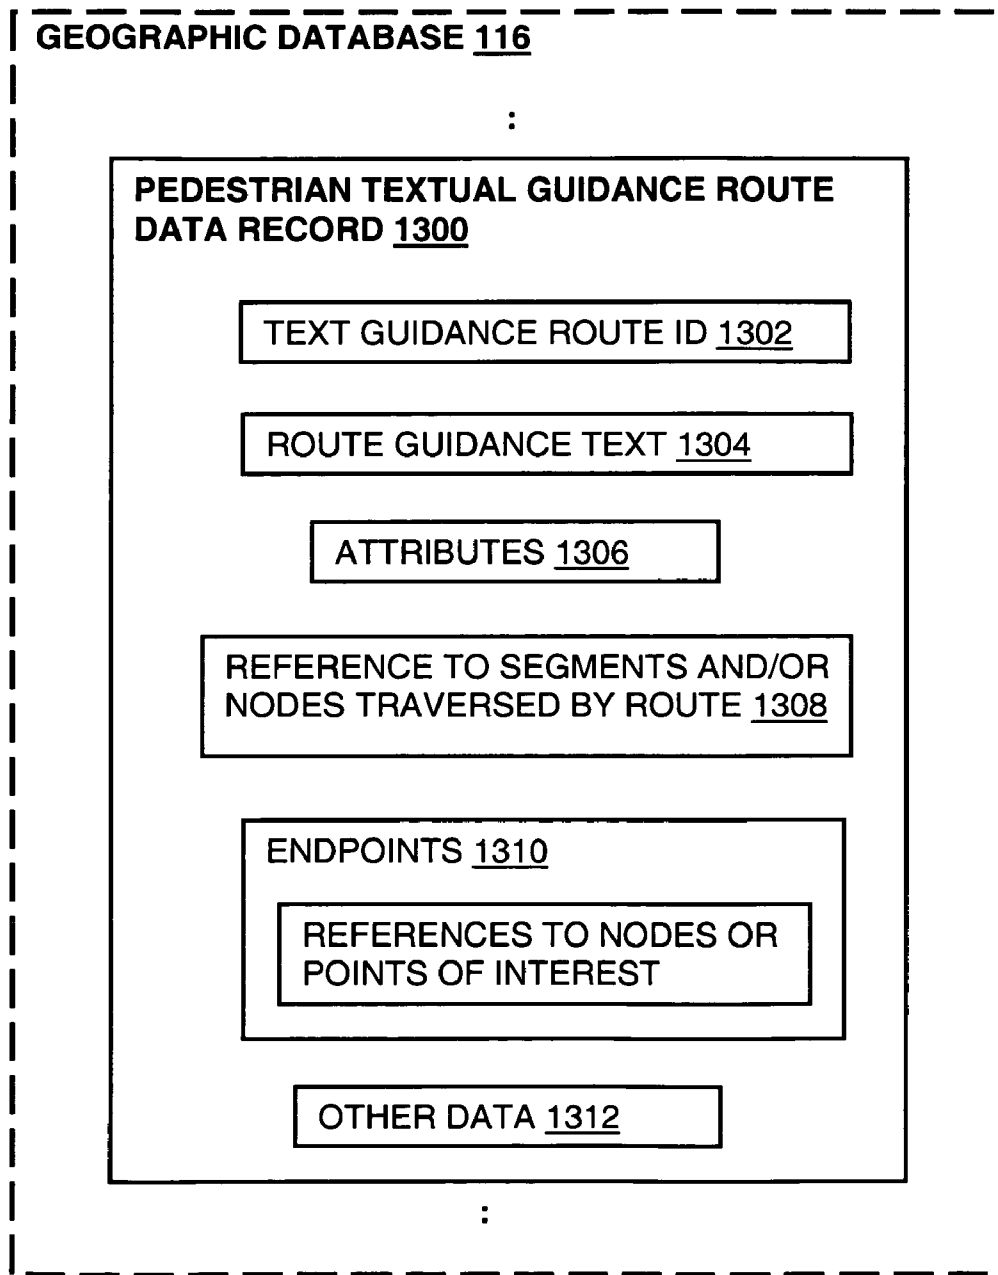 GEOGRAPHIC DATABASE 116
:
PEDESTRIAN TEXTUAL GUIDANCE ROUTE
DATA RECORD 1300
TEXT GUIDANCE ROUTE ID 1302
ROUTE GUIDANCE TEXT 1304
ATTRIBUTES 1306
REFERENCE TO SEGMENTS AND/OR
NODES TRAVERSED BY ROUTE 1308
ENDPOINTS 1310
REFERENCES TO NODES OR
POINTS OF INTEREST
OTHER DATA 1312
: